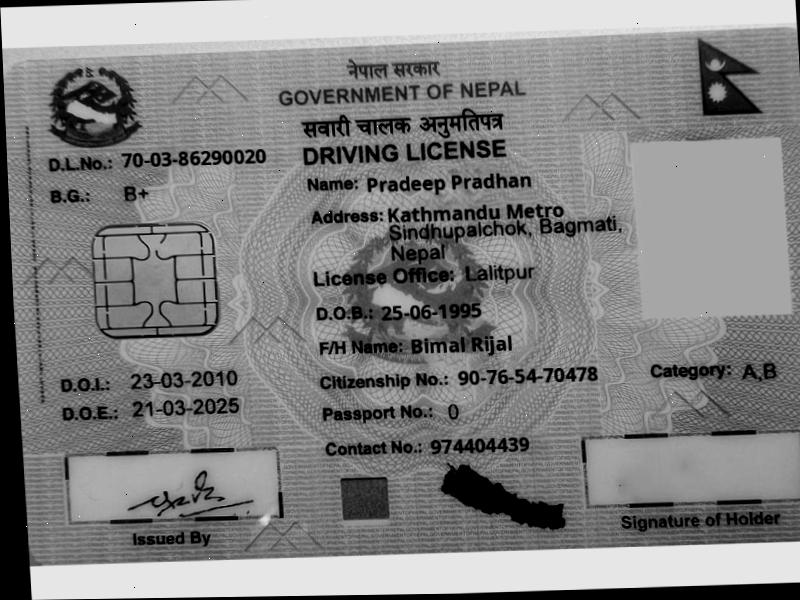 नेपाल सरकार
GOVERNMENT OF NEPAL
सवारी चालक अनुमतिपत्र
DRIVING LICENSE
D.L.No.: 70-03-86290020
B.G.: B+
Name: Pradeep Pradhan
Address: Kathmandu Metro
Sindhupalchok, Bagmati,
Nepal
License Office: Lalitpur
D.O.B.: 25-06-1995
F/H Name: Bimal Rijal
D.O.I.: 23-03-2010
Citizenship No.: 90-76-54-70478
Category: A,B
D.O.E.: 21-03-2025
Passport No.: 0
Contact No.: 974404439
Issued By
Signature of Holder